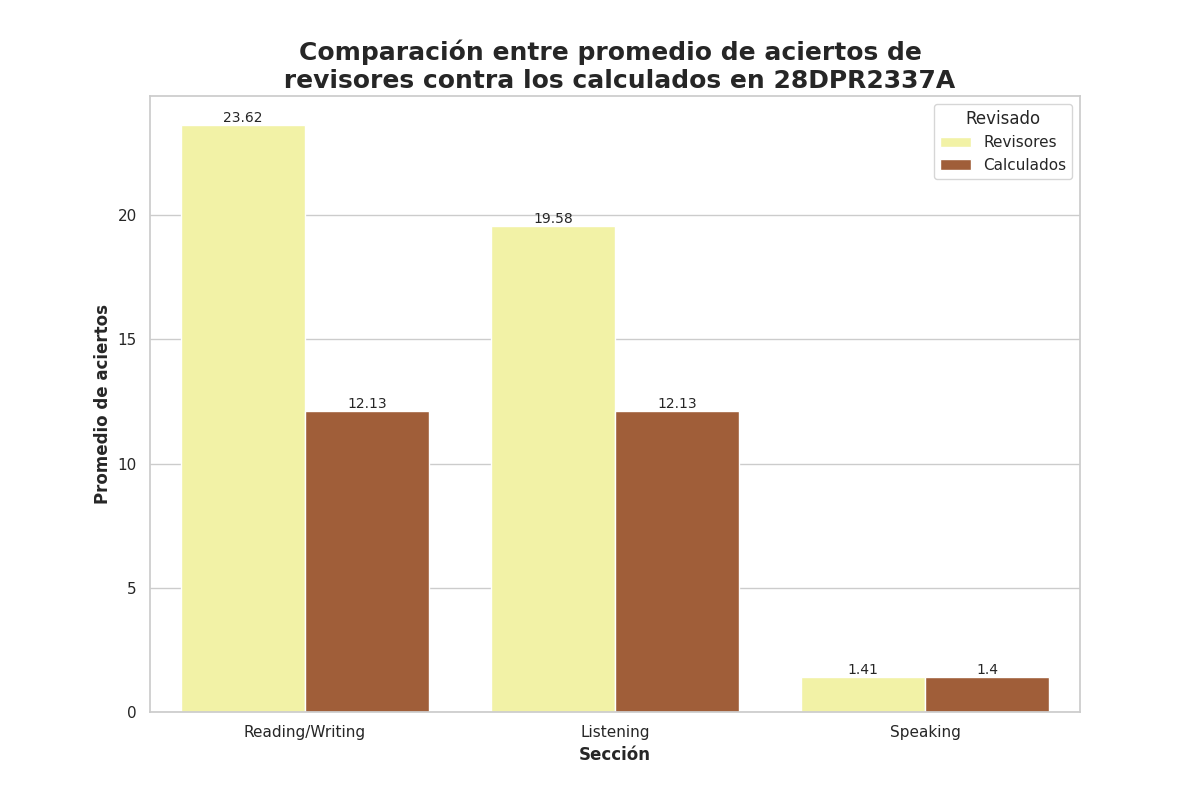 Comparación entre promedio de aciertos de
revisores contra los calculados en 28DPR2337A
Revisado
Revisores
Calculados
Promedio de aciertos
20
15
10
5
0
23.62
12.13
19.58
12.13
1.41
1.4
Reading/Writing
Listening
Speaking
Sección